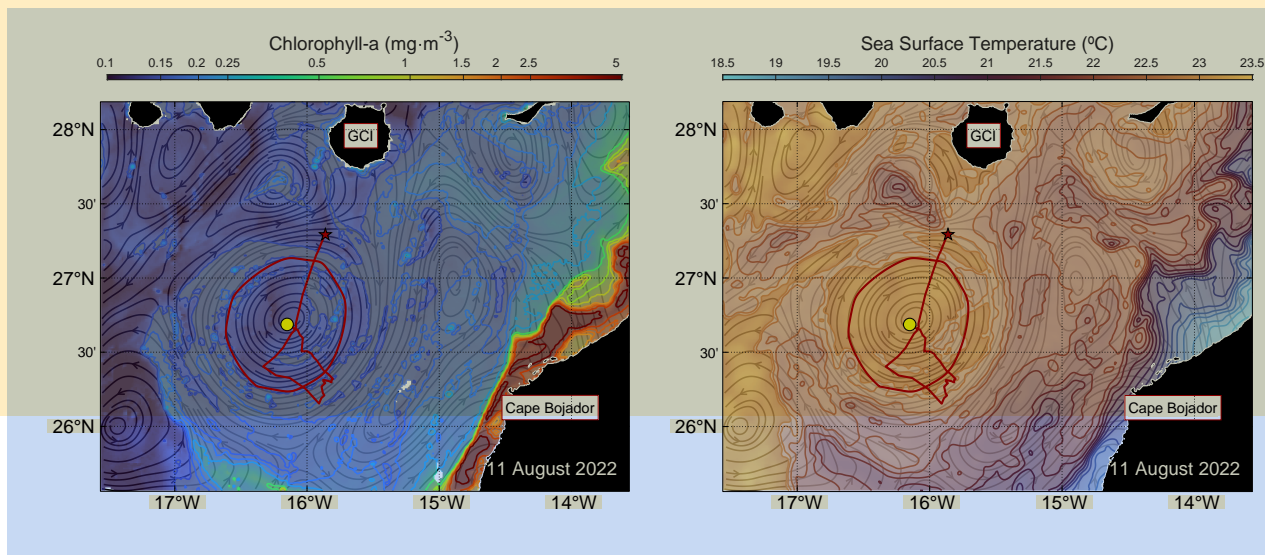 Chlorophyll-a (mg·m-3)
0.1 0.15 0.2 0.25 0.5 1 1.5 2 2.5 5
28°N
30'
27°N
30'
26°N
GCI
Cape Bojador
11 August 2022
17°W 16°W 15°W 14°W
Sea Surface Temperature (ºC)
18.5 19 19.5 20 20.5 21 21.5 22 22.5 23 23.5
28°N
30'
27°N
30'
26°N
GCI
Cape Bojador
11 August 2022
17°W 16°W 15°W 14°W